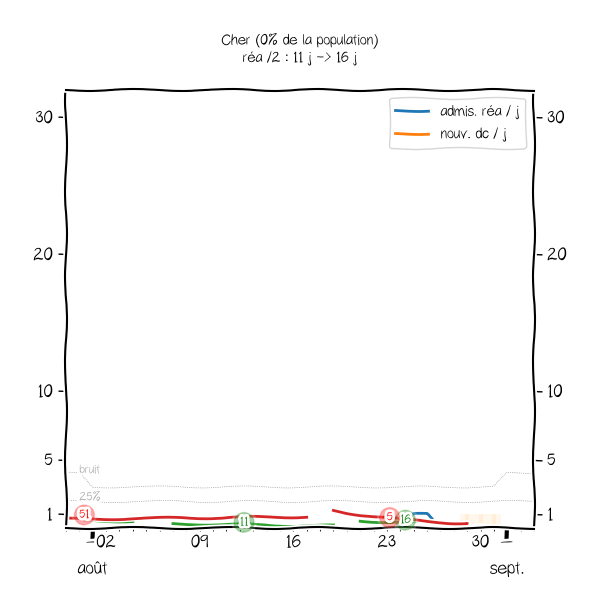 Cher (0% de la population)
réa /2 : 11 j -> 16 j
admis. réa / j
nouv. dc / j
30 30
20 20
10 10
5 5
bruit
25%
1 51 11 5 16 1
02 09 16 23 30
août sept.